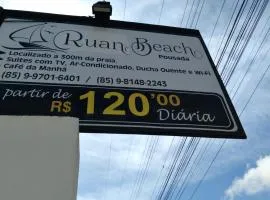 Ruan Beach
Pousada
Localizado a 300m da praia
Suítes com TV, Ar-Condicionado, Ducha Quente e Wi-Fi
Café da Manhã
(85) 9-9701-6401 / (85) 9-8148-2243
A partir de
R$ 120,00
Diária